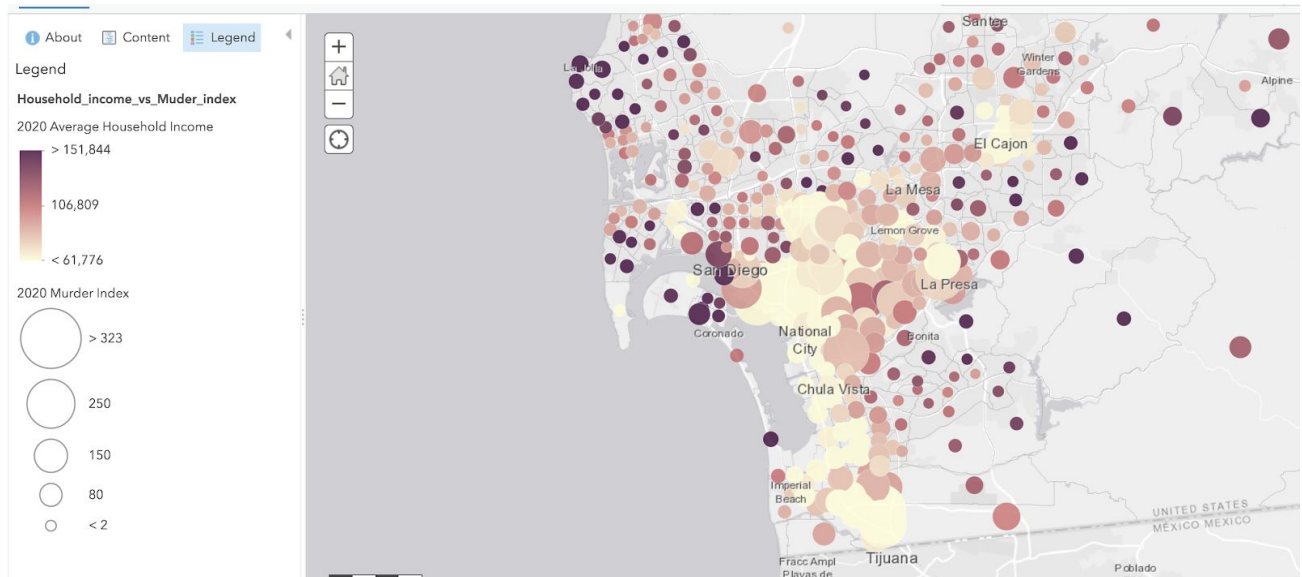 About
Content
Legend
Legend
Household_income_vs_Muder_index
2020 Average Household Income
> 151,844
106,809
< 61,776
2020 Murder Index
> 323
250
150
80
< 2
+
−
Santee
Winter
Gardens
La Jolla
Alpine
El Cajon
La Mesa
Lemon Grove
San Diego
La Presa
Coronado
National
City
Bonita
Chula Vista
Imperial
Beach
UNITED STATES
MÉXICO MEXICO
Tijuana
Fracc Ampl
Playas de
Poblado